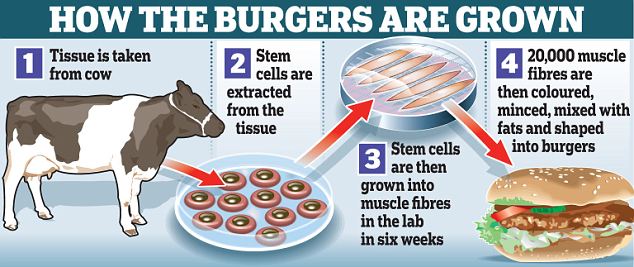 HOW THE BURGERS ARE GROWN
1 Tissue is taken
from cow
2 Stem
cells are
extracted
from the
tissue
3 Stem cells
are then
grown into
muscle fibres
in the lab
in six weeks
4 20,000 muscle
fibres are
then coloured,
minced, mixed with
fats and shaped
into burgers